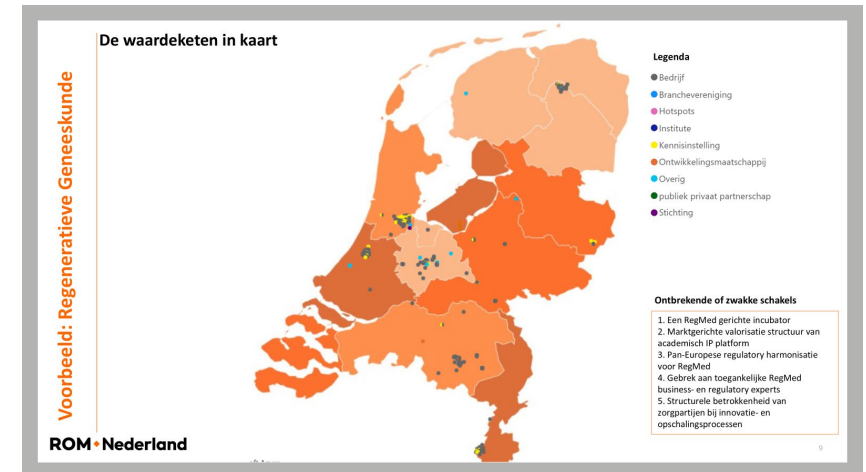 De waardeketen in kaart
Voorbeeld: Regeneratieve Geneeskunde
Legenda
Bedrijf
Branchevereniging
Hotspots
Institute
Kennisinstelling
Ontwikkelingsmaatschappij
Overig
publiek privaat partnerschap
Stichting
Ontbrekende of zwakke schakels
1. Een RegMed gerichte incubator
2. Marktgerichte valorisatie structuur van
academisch IP platform
3. Pan-Europese regulatory harmonisatie
voor RegMed
4. Gebrek aan toegankelijke RegMed
business- en regulatory experts
5. Structurele betrokkenheid van
zorgpartijen bij innovatie- en
opschalingsprocessen
ROM Nederland
9